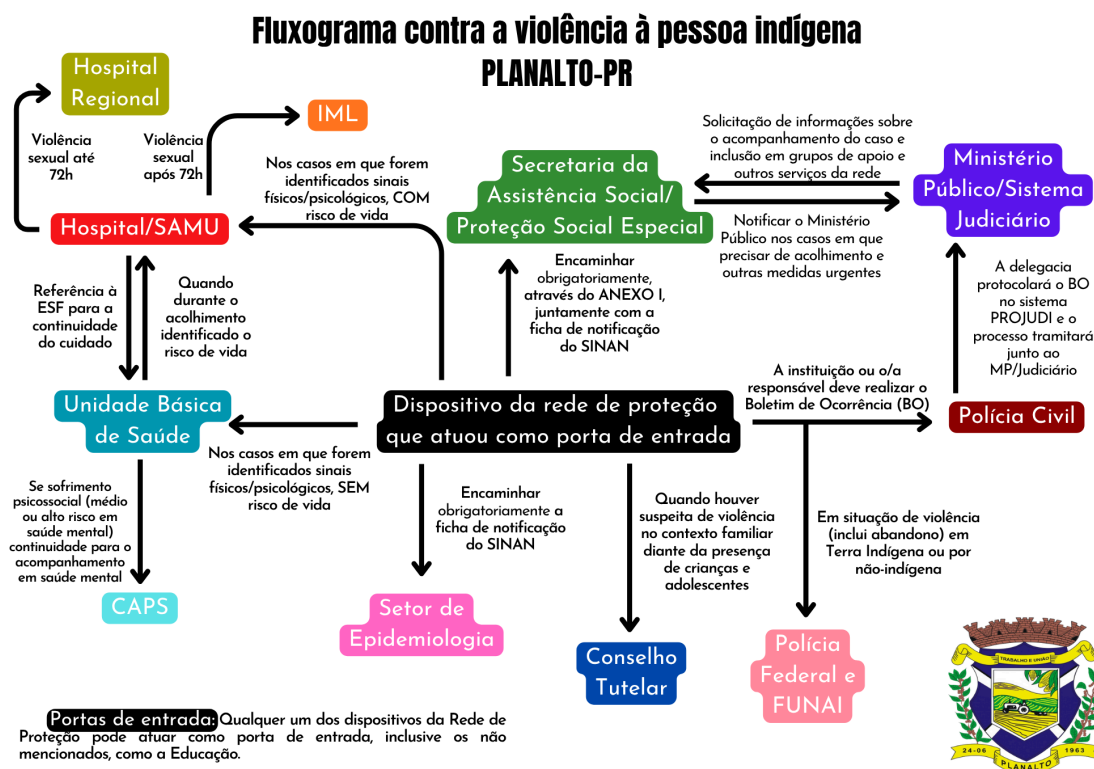 Fluxograma contra a violência à pessoa indígena
PLANALTO-PR
Hospital
Regional
IML
Violência
sexual até
72h
Violência
sexual
após 72h
Nos casos em que forem
identificados sinais
físicos/psicológicos, COM
risco de vida
Secretaria da
Assistência Social/
Proteção Social Especial
Solicitação de informações sobre
o acompanhamento do caso e
inclusão em grupos de apoio e
outros serviços da rede
Ministério
Público/Sistema
Judiciário
Hospital/SAMU
Notificar o Ministério
Público nos casos em que
precisar de acolhimento e
outras medidas urgentes
Referência à
ESF para a
continuidade
do cuidado
Quando
durante o
acolhimento
identificado o
risco de vida
Encaminhar
obrigatoriamente,
através do ANEXO I,
juntamente com a
ficha de notificação
do SINAN
A delegacia
protocolará o BO
no sistema
PROJUDI e o
processo tramitará
junto ao
MP/Judiciário
Unidade Básica
de Saúde
Dispositivo da rede de proteção
que atuou como porta de entrada
A instituição ou o/a
responsável deve realizar o
Boletim de Ocorrência (BO)
Polícia Civil
Nos casos em que forem
identificados sinais
físicos/psicológicos, SEM
risco de vida
Se sofrimento
psicossocial (médio
ou alto risco em
saúde mental)
continuidade para o
acompanhamento
em saúde mental
Encaminhar
obrigatoriamente a
ficha de notificação
do SINAN
Quando houver
suspeita de violência
no contexto familiar
diante da presença
de crianças e
adolescentes
Em situação de violência
(inclui abandono) em
Terra Indígena ou por
não-indígena
CAPS
Setor de
Epidemiologia
Conselho
Tutelar
Polícia
Federal e
FUNAI
Portas de entrada: Qualquer um dos dispositivos da Rede de
Proteção pode atuar como porta de entrada, inclusive os não
mencionados, como a Educação.
TRABALHO E UNIÃO
24-06
PLANALTO
1963